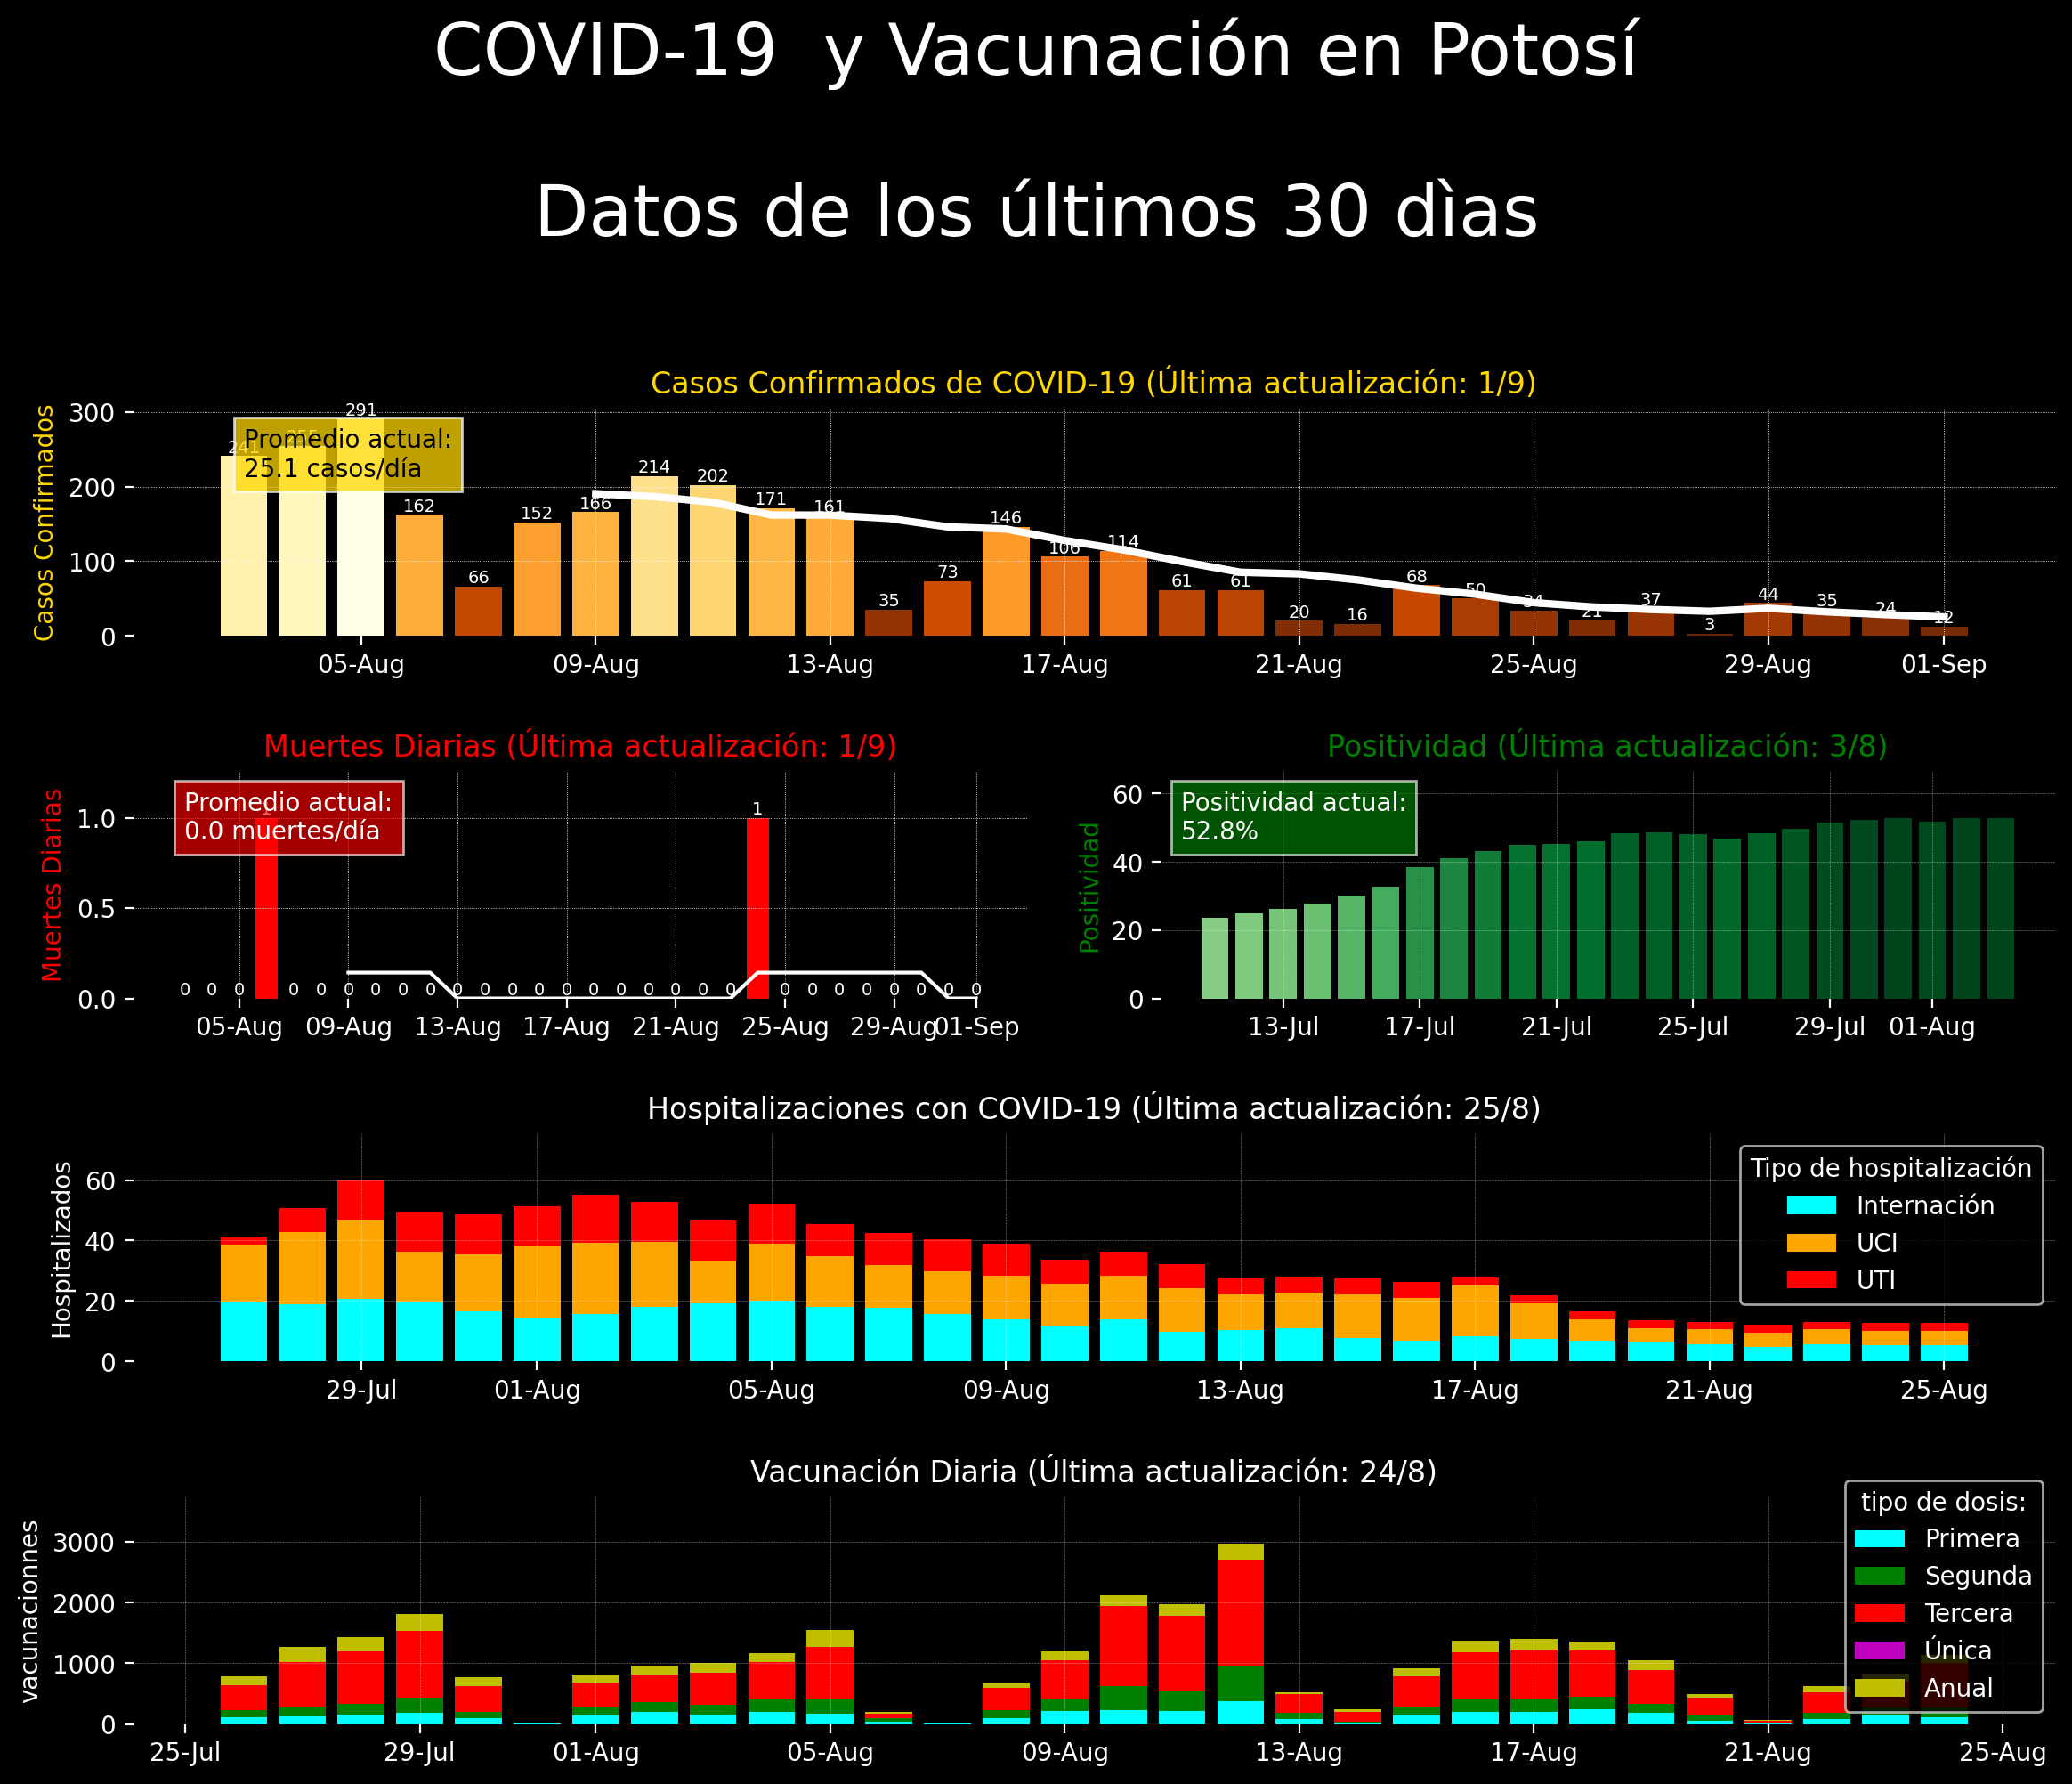 COVID-19  y Vacunación en Potosí
Datos de los últimos 30 dìas
Casos Confirmados de COVID-19 (Última actualización: 1/9)
Casos Confirmados
300
200
100
0
Promedio actual:
25.1 casos/día
241 255 291 162 66 152 166 214 202 171 161 35 73 146 106 114 61 61 20 16 68 50 34 21 37 3 44 35 24 12
05-Aug 09-Aug 13-Aug 17-Aug 21-Aug 25-Aug 29-Aug 01-Sep
Muertes Diarias (Última actualización: 1/9)
Muertes Diarias
1.0
0.5
0.0
Promedio actual:
0.0 muertes/día
0 0 0 1 0 0 0 0 0 0 0 0 0 0 0 0 0 0 0 0 0 1 0 0 0 0 0 0 0 0
05-Aug 09-Aug 13-Aug 17-Aug 21-Aug 25-Aug 29-Aug 01-Sep
Positividad (Última actualización: 3/8)
Positividad
60
40
20
0
Positividad actual:
52.8%
13-Jul 17-Jul 21-Jul 25-Jul 29-Jul 01-Aug
Hospitalizaciones con COVID-19 (Última actualización: 25/8)
Hospitalizados
60
40
20
0
Tipo de hospitalización
Internación
UCI
UTI
29-Jul 01-Aug 05-Aug 09-Aug 13-Aug 17-Aug 21-Aug 25-Aug
Vacunación Diaria (Última actualización: 24/8)
vacunacionnes
3000
2000
1000
0
tipo de dosis:
Primera
Segunda
Tercera
Única
Anual
25-Jul 29-Jul 01-Aug 05-Aug 09-Aug 13-Aug 17-Aug 21-Aug 25-Aug